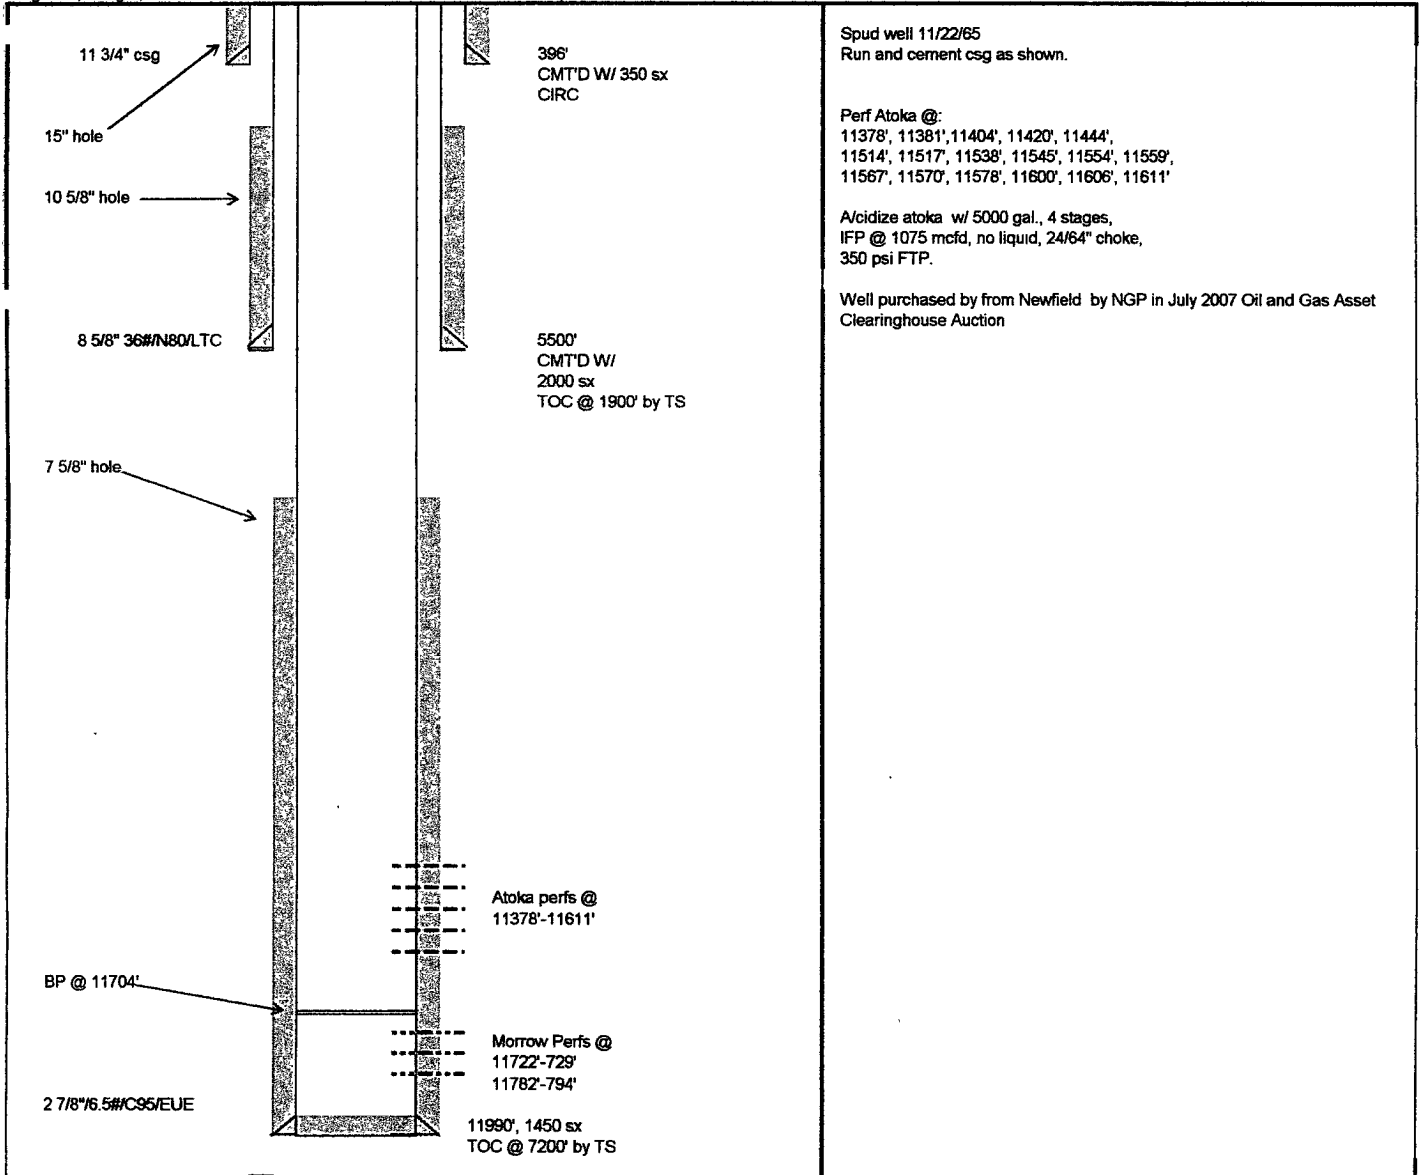 11 3/4" csg
15" hole
10 5/8" hole
8 5/8" 36#/N80/LTC
7 5/8" hole
BP @ 11704'
2 7/8"/6.5#/C95/EUE
396'
CMT'D W/ 350 sx
CIRC
5500'
CMT'D W/
2000 sx
TOC @ 1900' by TS
Atoka perfs @
11378'-11611'
Morrow Perfs @
11722'-729'
11782'-794'
11990', 1450 sx
TOC @ 7200' by TS
Spud well 11/22/65
Run and cement csg as shown.
Perf Atoka @:
11378', 11381',11404', 11420', 11444',
11514', 11517', 11538', 11545', 11554', 11559',
11567', 11570', 11578', 11600', 11606', 11611'
A/cidize atoka w/ 5000 gal., 4 stages,
IFP @ 1075 mcfd, no liquid, 24/64" choke,
350 psi FTP.
Well purchased by from Newfield by NGP in July 2007 Oil and Gas Asset
Clearinghouse Auction